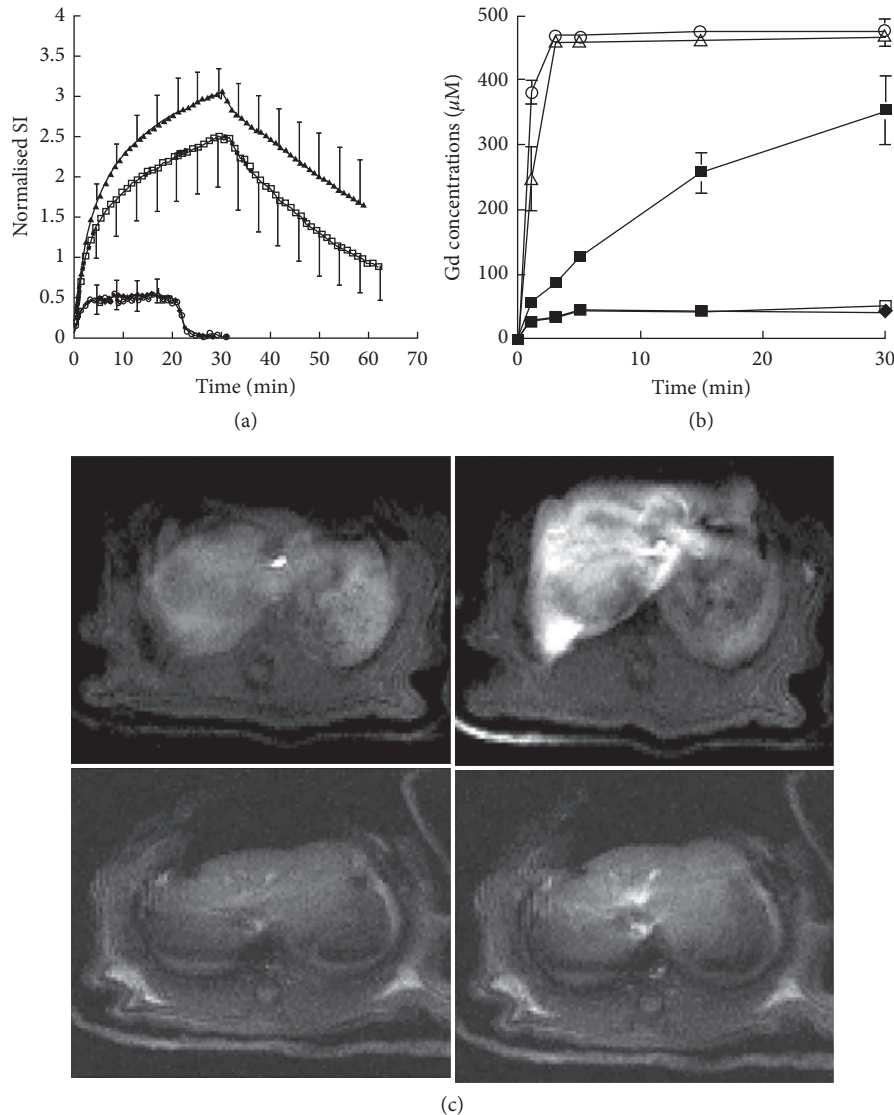 4
3.5
3
2.5
2
1.5
1
0.5
0
Normalised SI
0 10 20 30 40 50 60 70
Time (min)
(a)
500
400
300
200
100
0
Gd concentrations (μM)
0 10 20 30
Time (min)
(b)
(c)